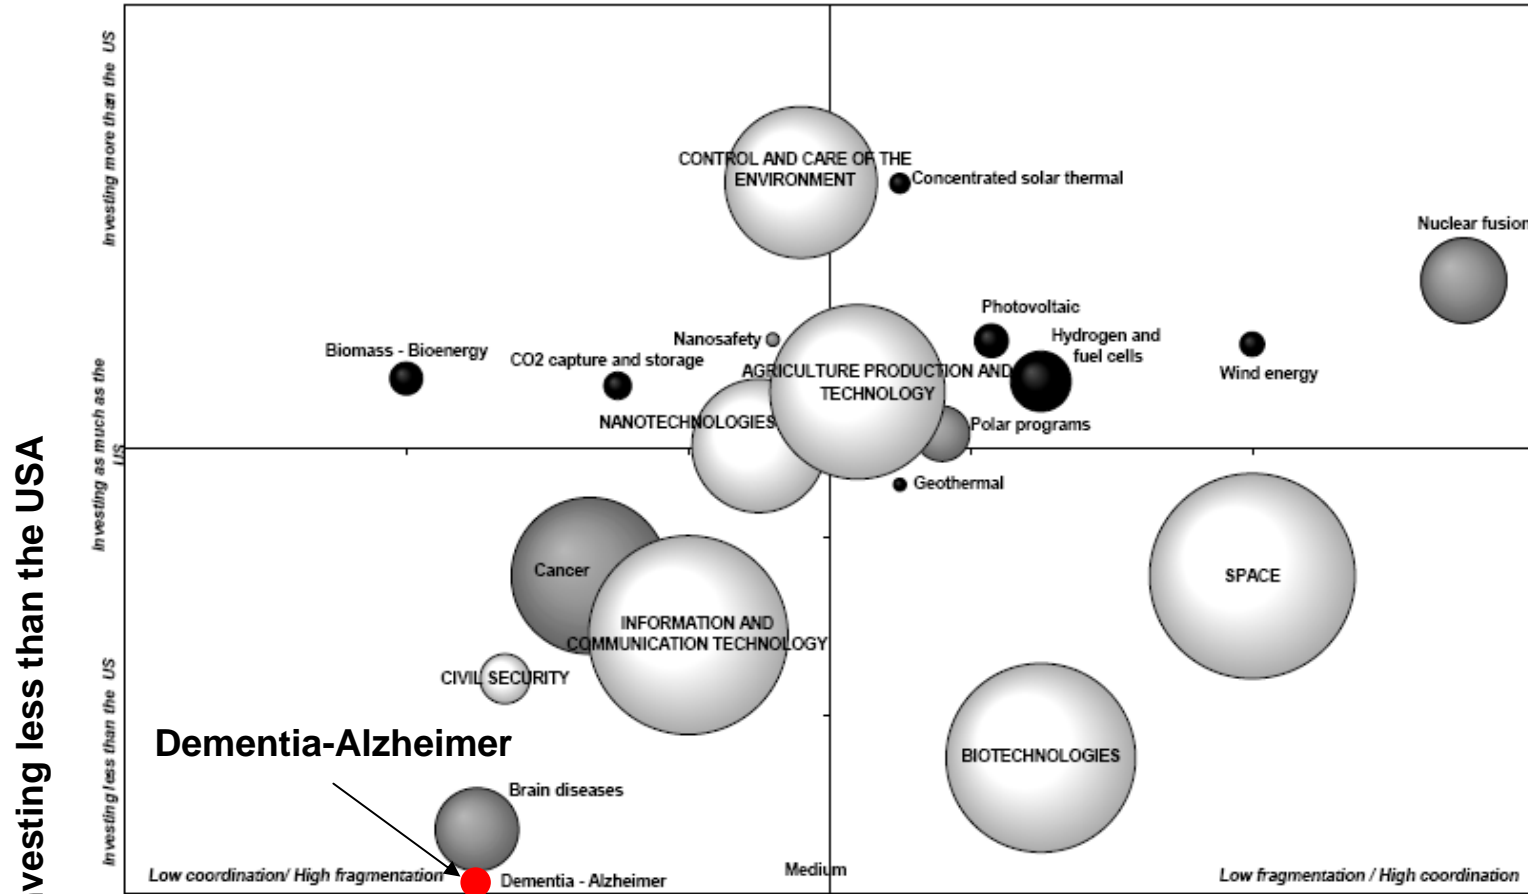 Investing more than the US
CONTROL AND CARE OF THE
ENVIRONMENT
Concentrated solar thermal
Nuclear fusion
Photovoltaic
Hydrogen and
fuel cells
Wind energy
Nanosafety
Biomass - Bioenergy
CO2 capture and storage
AGRICULTURE PRODUCTION AND
TECHNOLOGY
NANOTECHNOLOGIES
Polar programs
Investing as much as the
US
Geothermal
Cancer
SPACE
INFORMATION AND
COMMUNICATION TECHNOLOGY
CIVIL SECURITY
vesting less than the USA
Investing less than the US
Dementia-Alzheimer
BIOTECHNOLOGIES
Brain diseases
Low coordination/ High fragmentation
Dementia - Alzheimer
Medium
Low fragmentation / High coordination